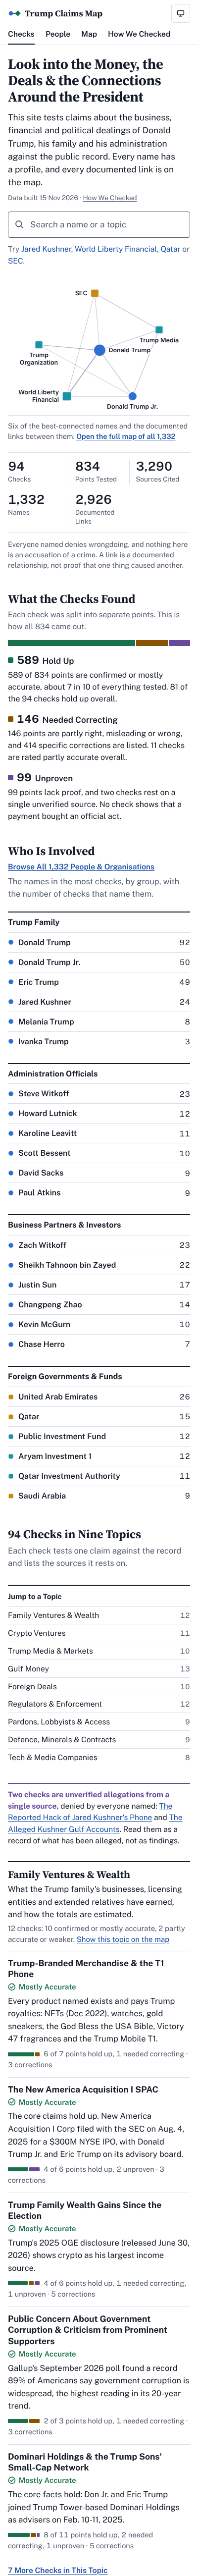 Trump Claims Map
Checks People Map How We Checked
Look into the Money, the
Deals & the Connections
Around the President
This site tests claims about the business,
financial and political dealings of Donald
Trump, his family and his administration
against the public record. Every name has
a profile, and every documented link is on
the map.
Data built 15 Nov 2026 · How We Checked
Search a name or a topic
Try Jared Kushner, World Liberty Financial, Qatar or
SEC.
SEC
Trump Media
Trump
Organization
Donald Trump
World Liberty
Financial
Donald Trump Jr.
Six of the best-connected names and the documented
links between them. Open the full map of all 1,332
94
Checks
834
Points Tested
3,290
Sources Cited
1,332
Names
2,926
Documented
Links
Everyone named denies wrongdoing, and nothing here
is an accusation of a crime. A link is a documented
relationship, not proof that one thing caused another.
What the Checks Found
Each check was split into separate points. This is
how all 834 came out.
589 Hold Up
589 of 834 points are confirmed or mostly
accurate, about 7 in 10 of everything tested. 81 of
the 94 checks hold up overall.
146 Needed Correcting
146 points are partly right, misleading or wrong,
and 414 specific corrections are listed. 11 checks
are rated partly accurate overall.
99 Unproven
99 points lack proof, and two checks rest on a
single unverified source. No check shows that a
payment bought an official act.
Who Is Involved
Browse All 1,332 People & Organisations
The names in the most checks, by group, with
the number of checks that name them.
Trump Family
Donald Trump 92
Donald Trump Jr. 50
Eric Trump 49
Jared Kushner 24
Melania Trump 8
Ivanka Trump 3
Administration Officials
Steve Witkoff 23
Howard Lutnick 12
Karoline Leavitt 11
Scott Bessent 10
David Sacks 9
Paul Atkins 9
Business Partners & Investors
Zach Witkoff 23
Sheikh Tahnoon bin Zayed 22
Justin Sun 17
Changpeng Zhao 14
Kevin McGurn 10
Chase Herro 7
Foreign Governments & Funds
United Arab Emirates 26
Qatar 15
Public Investment Fund 12
Aryam Investment 1 12
Qatar Investment Authority 11
Saudi Arabia 9
94 Checks in Nine Topics
Each check tests one claim against the record
and lists the sources it rests on.
Jump to a Topic
Family Ventures & Wealth 12
Crypto Ventures 11
Trump Media & Markets 10
Gulf Money 13
Foreign Deals 10
Regulators & Enforcement 12
Pardons, Lobbyists & Access 9
Defence, Minerals & Contracts 9
Tech & Media Companies 8
Two checks are unverified allegations from a
single source, denied by everyone named: The
Reported Hack of Jared Kushner's Phone and The
Alleged Kushner Gulf Accounts. Read them as a
record of what has been alleged, not as findings.
Family Ventures & Wealth
What the Trump family's businesses, licensing
entities and extended relatives have earned,
and how the totals are estimated.
12 checks: 10 confirmed or mostly accurate, 2 partly
accurate or weaker. Show this topic on the map
Trump-Branded Merchandise & the T1
Phone
Mostly Accurate
Every product named exists and pays Trump
royalties: NFTs (Dec 2022), watches, gold
sneakers, the God Bless the USA Bible, Victory
47 fragrances and the Trump Mobile T1.
6 of 7 points hold up, 1 needed correcting ·
3 corrections
The New America Acquisition I SPAC
Mostly Accurate
The core claims hold up. New America
Acquisition I Corp filed with the SEC on Aug. 4,
2025 for a $300M NYSE IPO, with Donald
Trump Jr. and Eric Trump on its advisory board.
4 of 6 points hold up, 2 unproven · 3
corrections
Trump Family Wealth Gains Since the
Election
Mostly Accurate
Trump's 2025 OGE disclosure (released June 30,
2026) shows crypto as his largest income
source.
4 of 6 points hold up, 1 needed correcting,
1 unproven · 5 corrections
Public Concern About Government
Corruption & Criticism from Prominent
Supporters
Mostly Accurate
Gallup's September 2026 poll found a record
89% of Americans say government corruption is
widespread, the highest reading in its 20-year
trend.
2 of 3 points hold up, 1 needed correcting ·
3 corrections
Dominari Holdings & the Trump Sons'
Small-Cap Network
Mostly Accurate
The core facts hold: Don Jr. and Eric Trump
joined Trump Tower-based Dominari Holdings
as advisers on Feb. 10-11, 2025.
8 of 11 points hold up, 2 needed
correcting, 1 unproven · 5 corrections
7 More Checks in This Topic